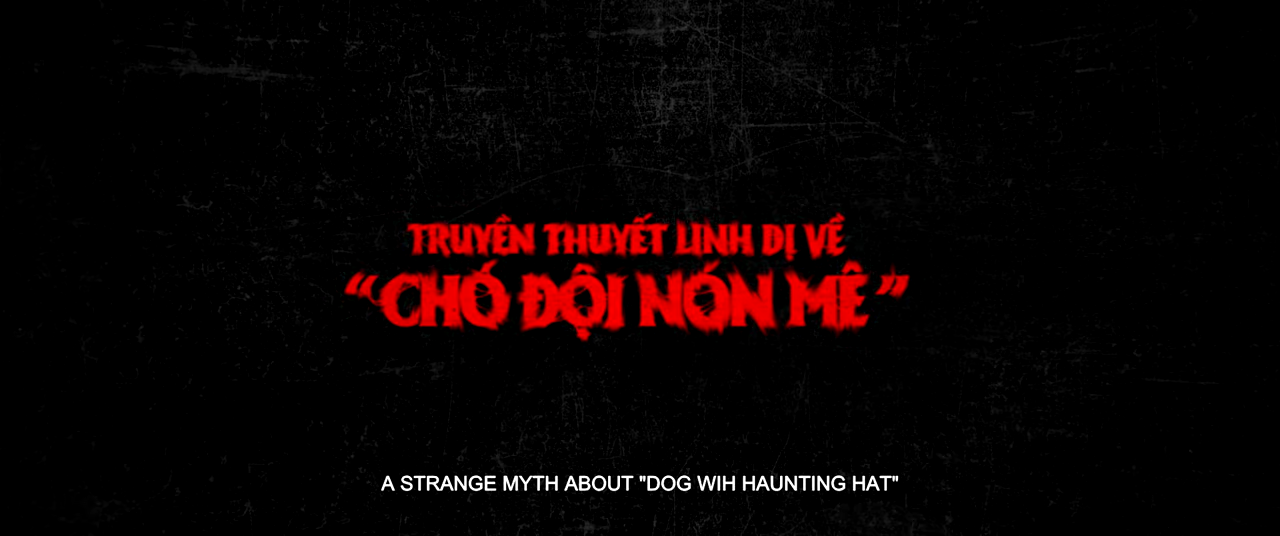 TRUYỀN THUYẾT LINH DỊ VỀ
“CHÓ ĐỘI NÓN MÊ”
A STRANGE MYTH ABOUT "DOG WIH HAUNTING HAT"